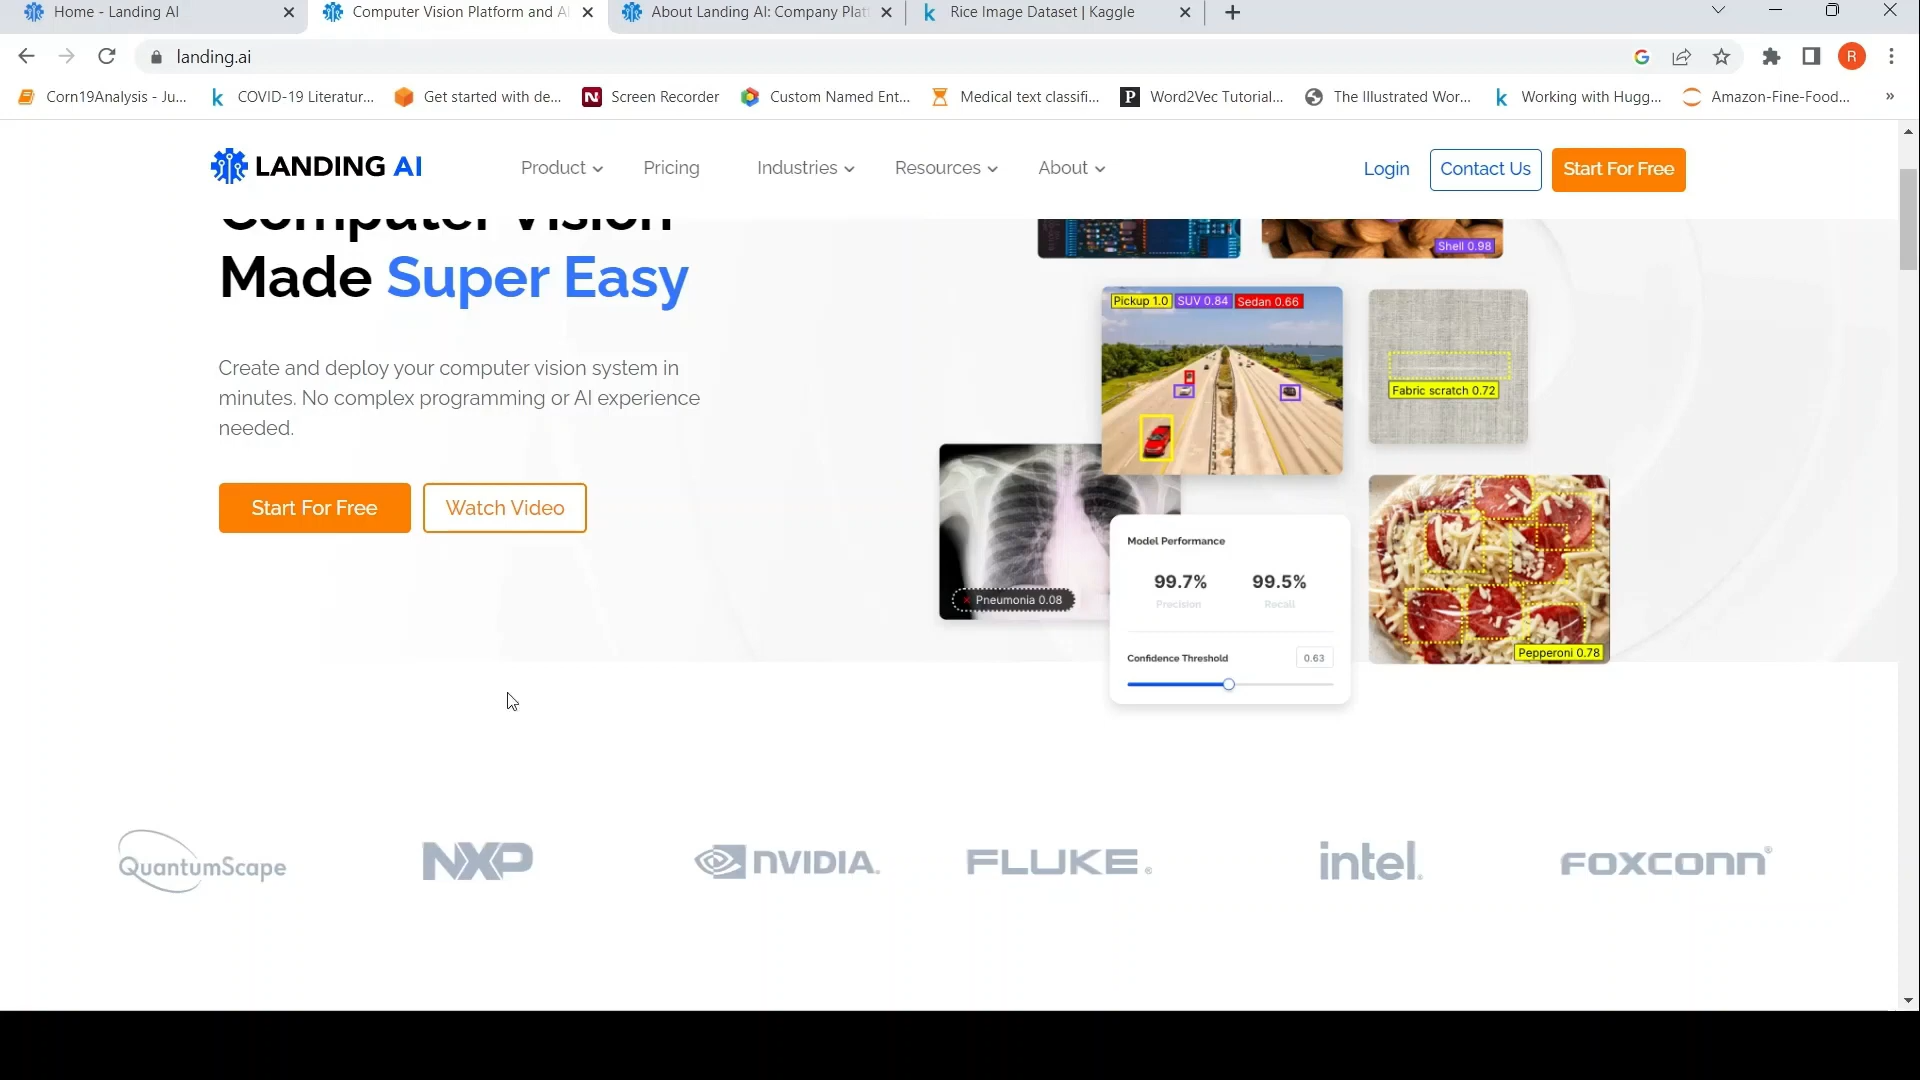 Home - Landing AI
Computer Vision Platform and AI
About Landing AI: Company Plat
Rice Image Dataset | Kaggle
landing.ai
R
Corn19Analysis - Ju...
COVID-19 Literatur...
Get started with de...
Screen Recorder
Custom Named Ent...
Medical text classifi...
Word2Vec Tutorial...
The Illustrated Wor...
Working with Hugg...
Amazon-Fine-Food...
LANDING AI
Product
Pricing
Industries
Resources
About
Login
Contact Us
Start For Free
Computer Vision
Made Super Easy
Create and deploy your computer vision system in
minutes. No complex programming or AI experience
needed.
Start For Free
Watch Video
Shell 0.98
Pickup 1.0
SUV 0.84
Sedan 0.66
Fabric scratch 0.72
Pneumonia 0.08
Model Performance
99.7%
99.5%
Precision
Recall
Confidence Threshold
0.63
Pepperoni 0.78
QuantumScape
NXP
NVIDIA.
FLUKE®
intel.
FOXCONN®